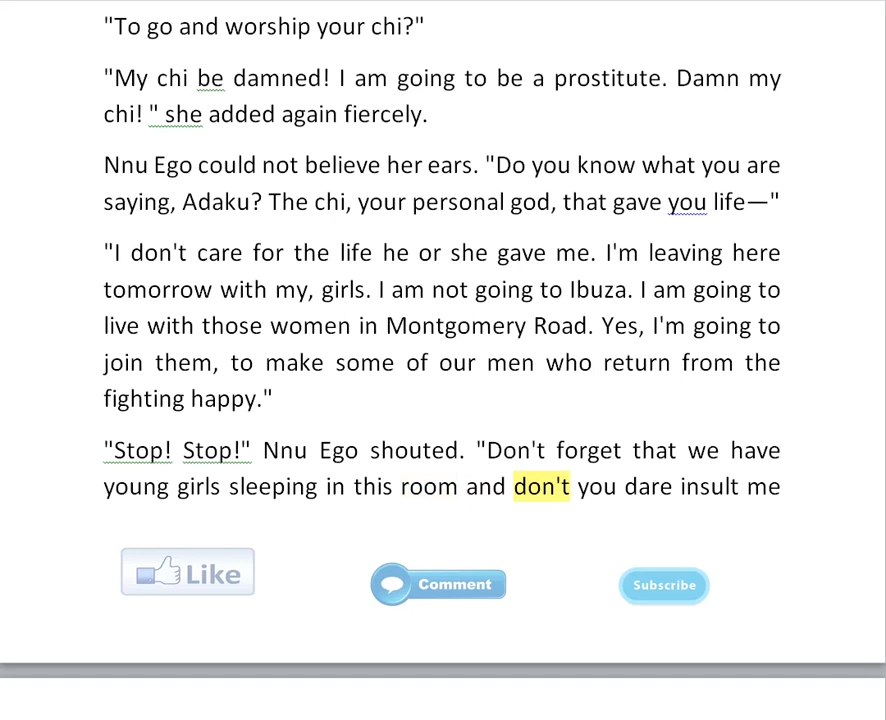 "To go and worship your chi?"
"My chi be damned! I am going to be a prostitute. Damn my
chi! " she added again fiercely.
Nnu Ego could not believe her ears. "Do you know what you are
saying, Adaku? The chi, your personal god, that gave you life—"
"I don't care for the life he or she gave me. I'm leaving here
tomorrow with my, girls. I am not going to Ibuza. I am going to
live with those women in Montgomery Road. Yes, I'm going to
join them, to make some of our men who return from the
fighting happy."
"Stop! Stop!" Nnu Ego shouted. "Don't forget that we have
young girls sleeping in this room and don't you dare insult me
Like
Comment
Subscribe